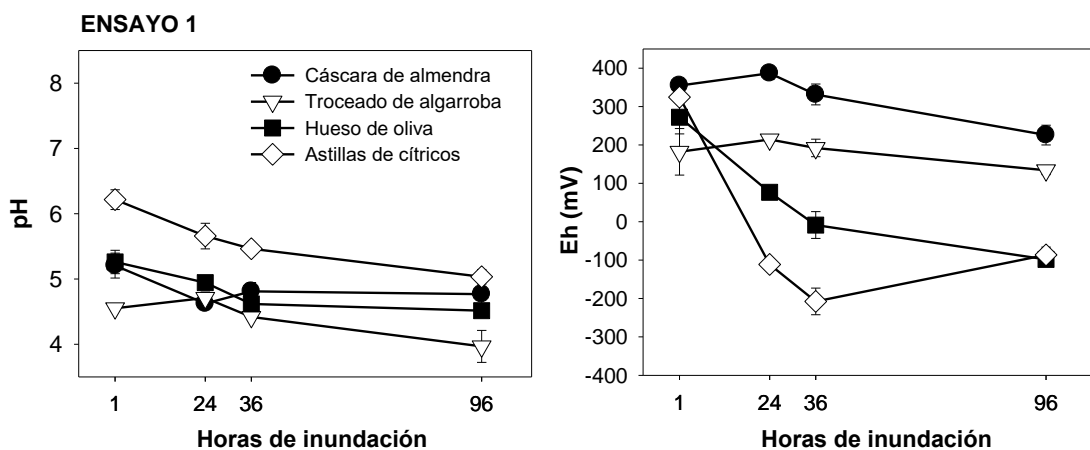 ENSAYO 1
8
7
6
5
4
pH
Cáscara de almendra
Troceado de algarroba
Hueso de oliva
Astillas de cítricos
1 24 36 96
Horas de inundación
400
300
200
100
0
-100
-200
-300
-400
Eh (mV)
1 24 36 96
Horas de inundación